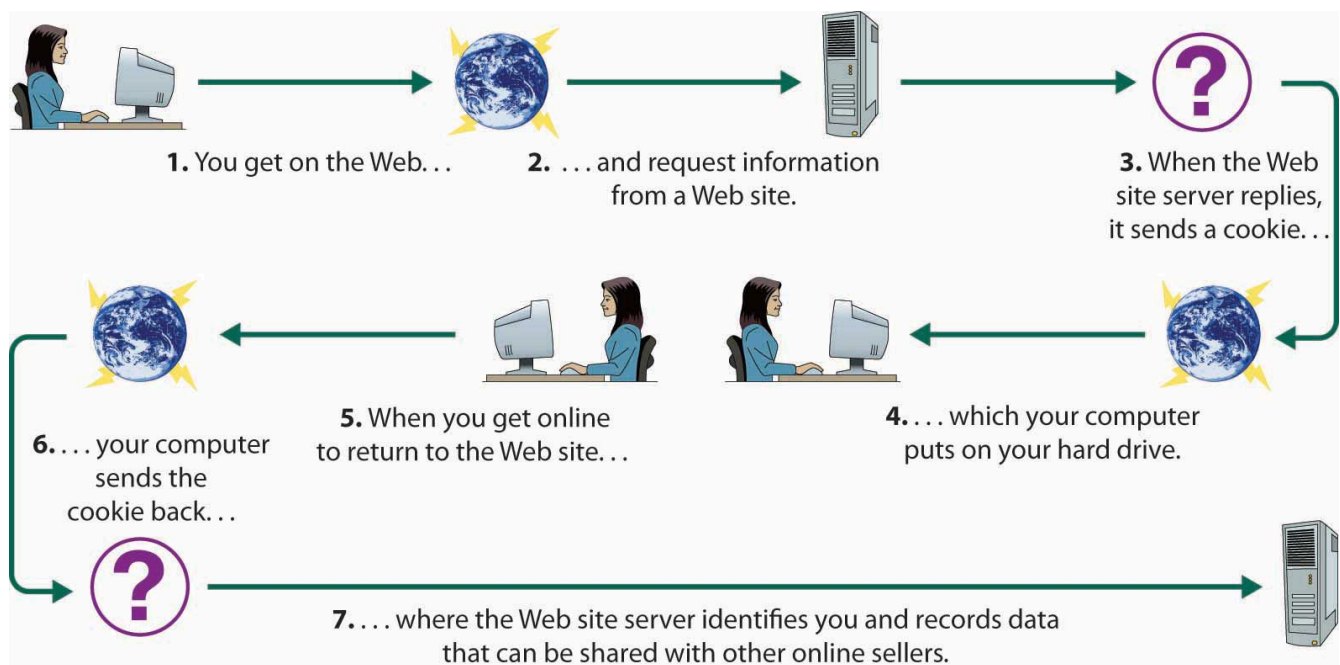 ?
1. You get on the Web. . .
2. . . . and request information
from a Web site.
3. When the Web
site server replies,
it sends a cookie. . .
4. . . . which your computer
puts on your hard drive.
5. When you get online
to return to the Web site. . .
6. . . . your computer
sends the
cookie back. . .
?
7. . . . where the Web site server identifies you and records data
that can be shared with other online sellers.